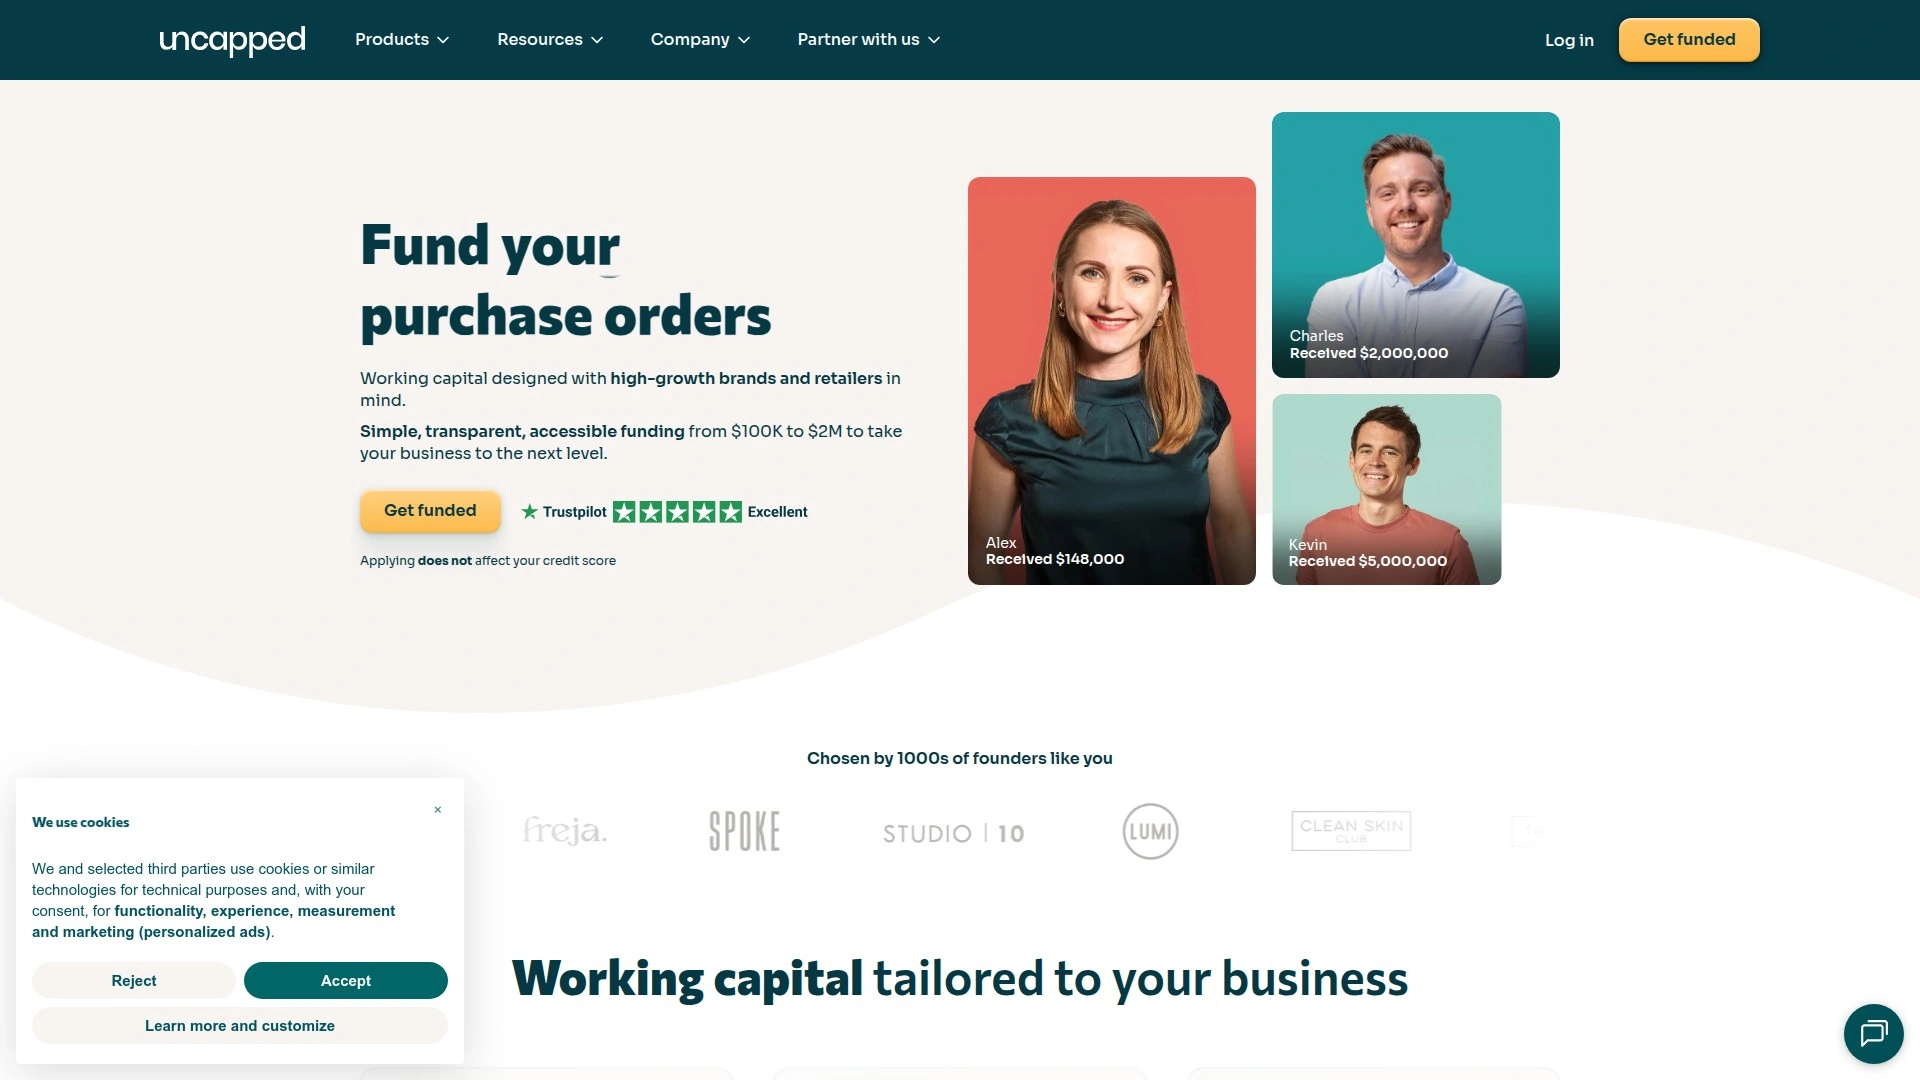 uncapped
Products
Resources
Company
Partner with us
Log in
Get funded
Fund your
purchase orders
Working capital designed with high-growth brands and retailers in
mind.
Simple, transparent, accessible funding from $100K to $2M to take
your business to the next level.
Get funded
Trustpilot
Excellent
Applying does not affect your credit score
Alex
Received $148,000
Charles
Received $2,000,000
Kevin
Received $5,000,000
Chosen by 1000s of founders like you
freja.
SPOKE
STUDIO | 10
LUMI
CLEAN SKIN
CLUB
Working capital tailored to your business
We use cookies
×
We and selected third parties use cookies or similar
technologies for technical purposes and, with your
consent, for functionality, experience, measurement
and marketing (personalized ads).
Reject
Accept
Learn more and customize